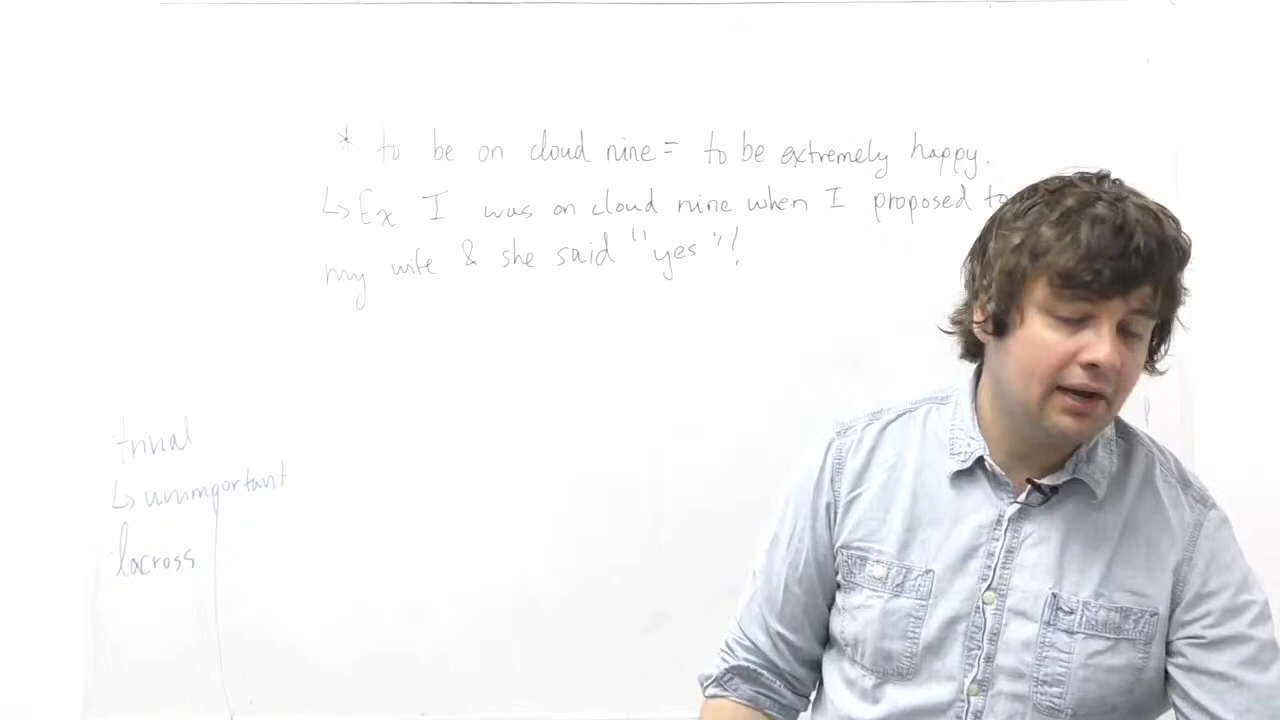 * to be on cloud nine = to be extremely happy.
↳ Ex I was on cloud nine when I proposed to
my wife & she said "yes"!
trival
↳ unimportant
lacross